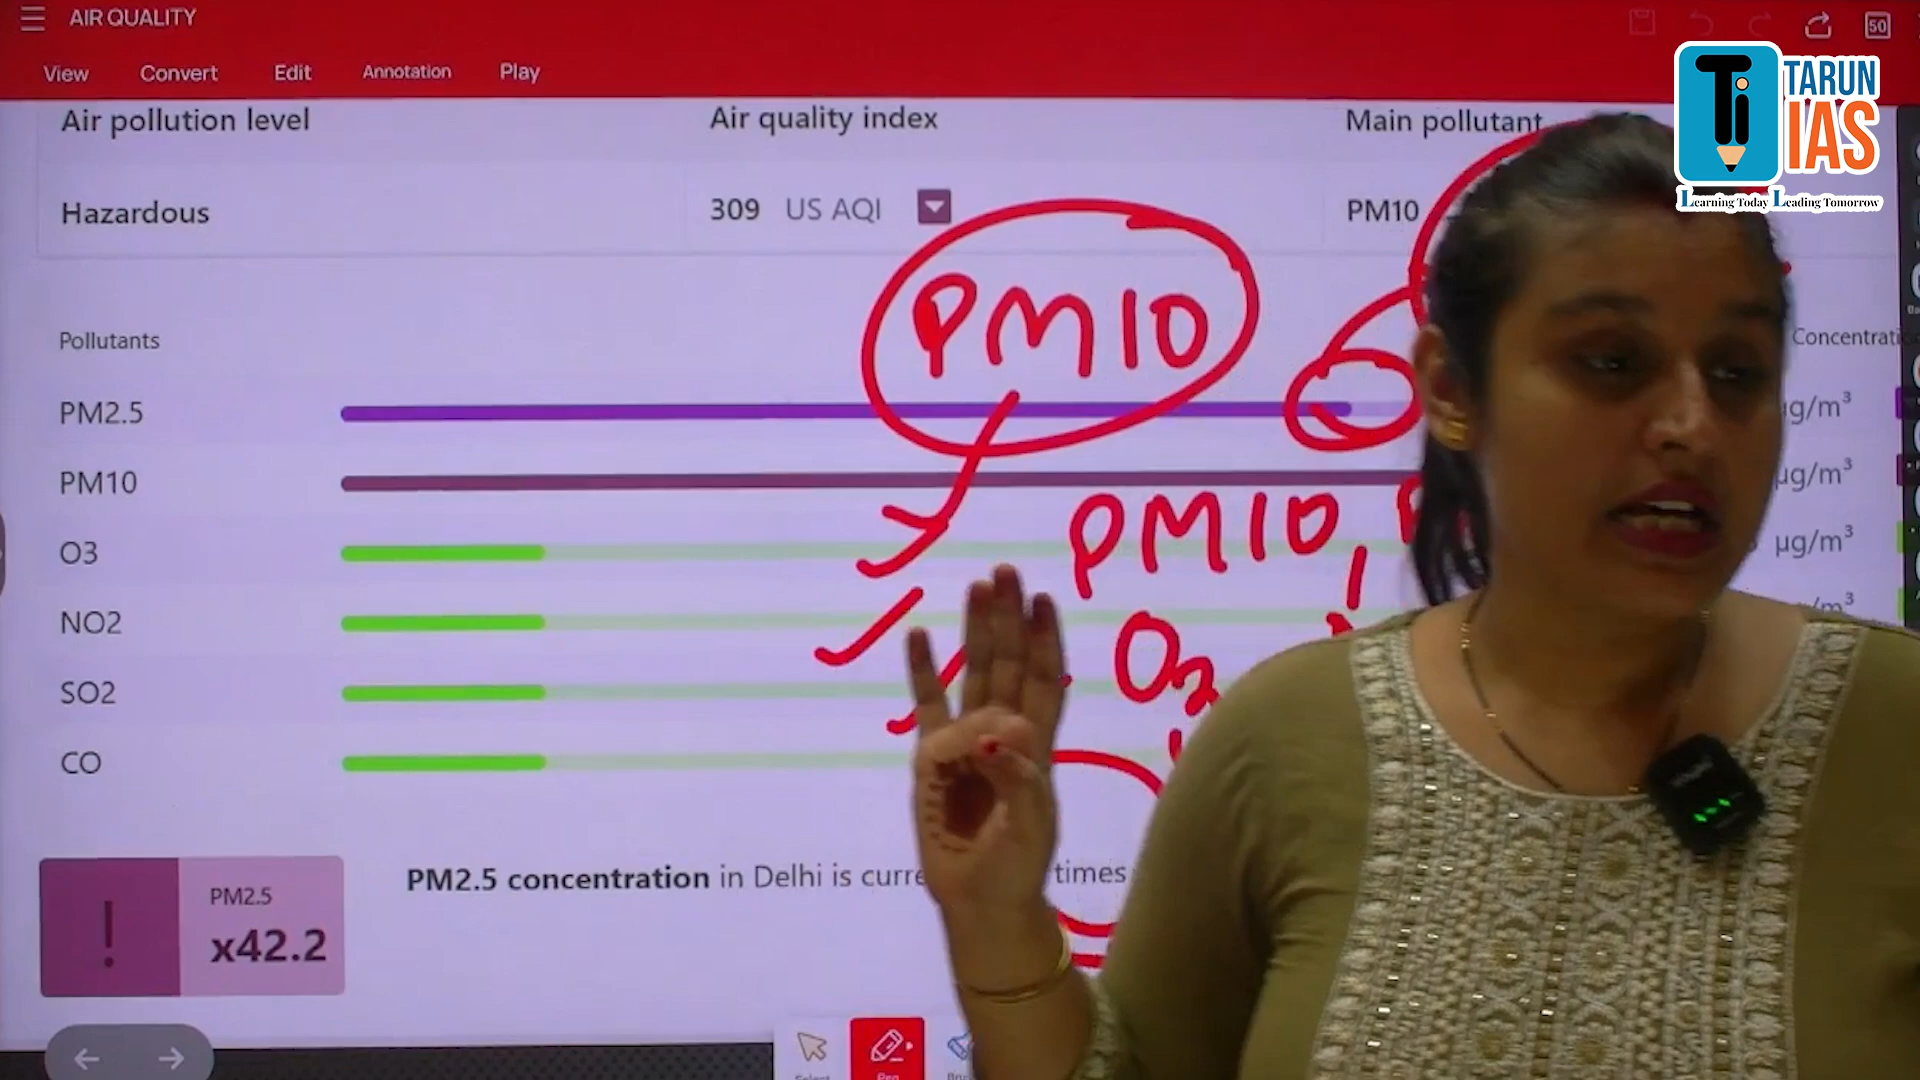 AIR QUALITY
50
View Convert Edit Annotation Play
TARUN
IAS
Learning Today Leading Tomorrow
Air pollution level Air quality index Main pollutant
Hazardous 309 US AQI PM10
PM10
Pollutants
PM2.5 µg/m³
PM10 µg/m³
PM10,
O3 µg/m³
NO2
O3
SO2
CO
PM2.5
x42.2
PM2.5 concentration in Delhi is times
Pen